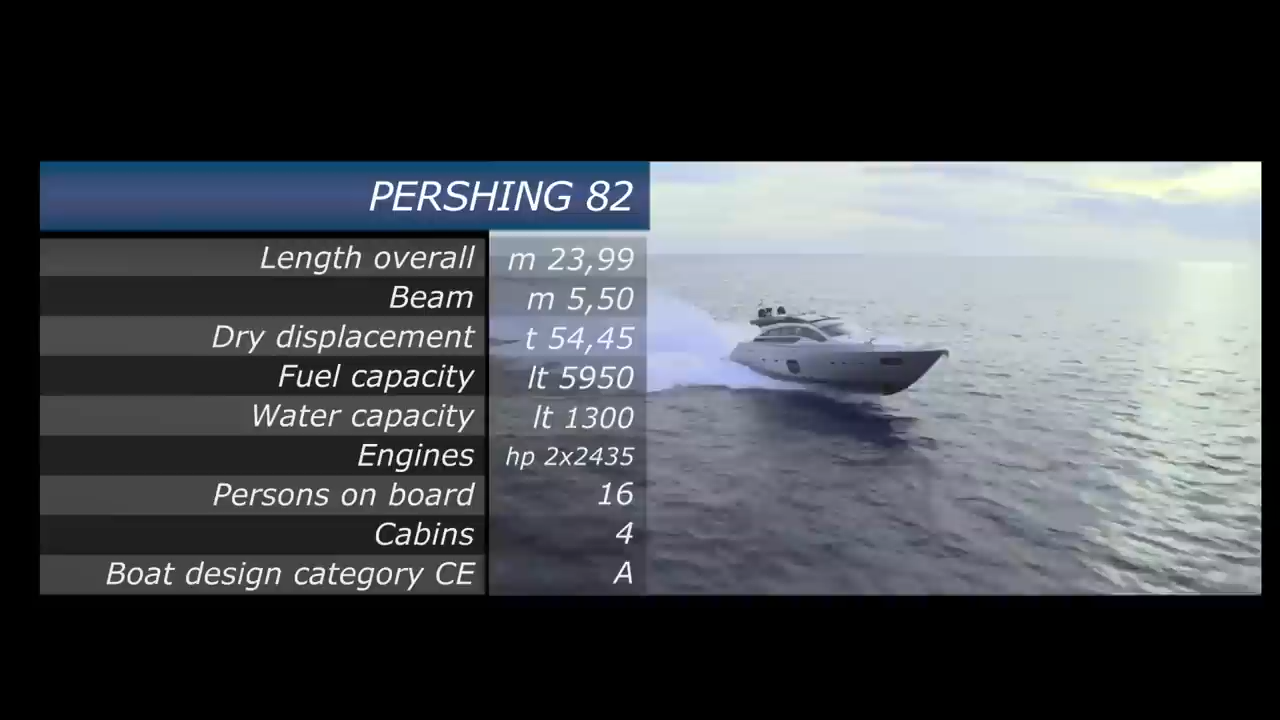 PERSHING 82
Length overall m 23,99
Beam m 5,50
Dry displacement t 54,45
Fuel capacity lt 5950
Water capacity lt 1300
Engines hp 2x2435
Persons on board 16
Cabins 4
Boat design category CE A